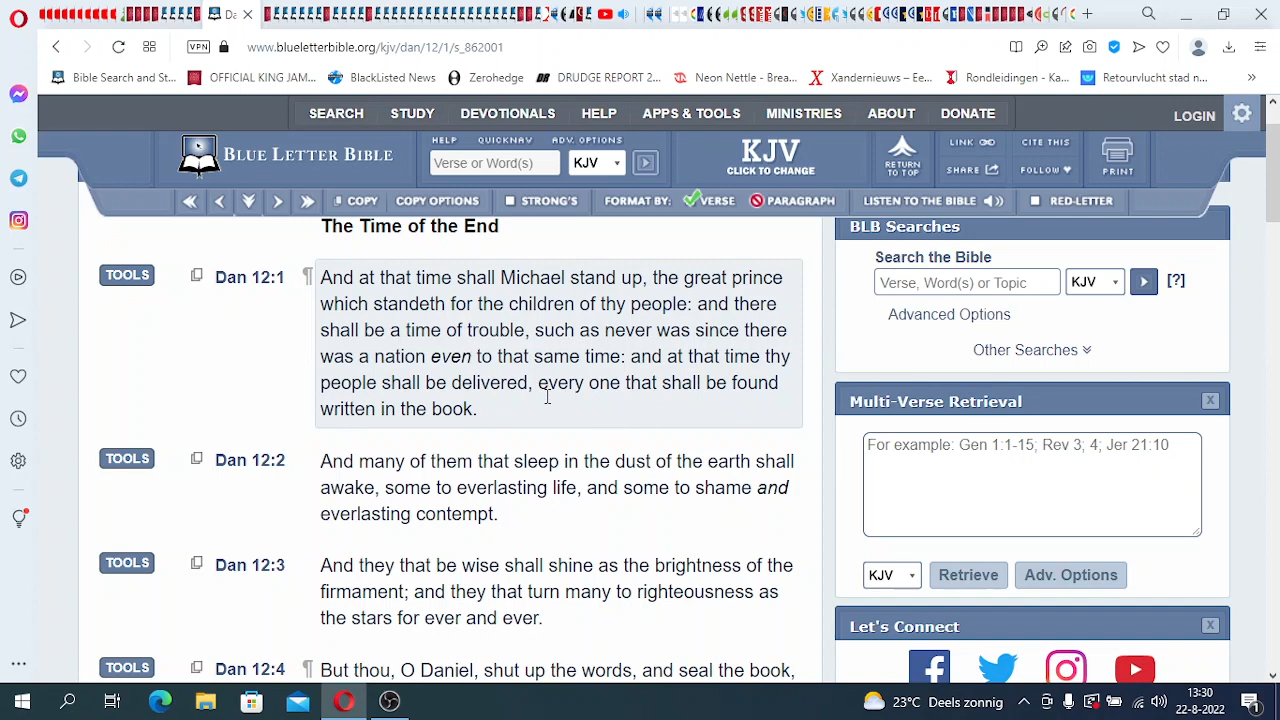 Da
www.blueletterbible.org/kjv/dan/12/1/s_862001
VPN
Bible Search and St...
OFFICIAL KING JAM...
BlackListed News
Zerohedge
DRUDGE REPORT 2...
Neon Nettle - Brea...
Xandernieuws – Ee...
Rondleidingen - Ka...
Retourvlucht stad n...
SEARCH STUDY DEVOTIONALS HELP APPS & TOOLS MINISTRIES ABOUT DONATE LOGIN
BLUE LETTER BIBLE
HELP QUICKNAV ADV. OPTIONS
Verse or Word(s) KJV
KJV
CLICK TO CHANGE
RETURN
TO TOP
LINK CITE THIS
SHARE FOLLOW
PRINT
COPY COPY OPTIONS STRONG'S FORMAT BY: VERSE PARAGRAPH LISTEN TO THE BIBLE RED-LETTER
The Time of the End
TOOLS Dan 12:1 ¶ And at that time shall Michael stand up, the great prince
which standeth for the children of thy people: and there
shall be a time of trouble, such as never was since there
was a nation even to that same time: and at that time thy
people shall be delivered, every one that shall be found
written in the book.
TOOLS Dan 12:2 And many of them that sleep in the dust of the earth shall
awake, some to everlasting life, and some to shame and
everlasting contempt.
TOOLS Dan 12:3 And they that be wise shall shine as the brightness of the
firmament; and they that turn many to righteousness as
the stars for ever and ever.
TOOLS Dan 12:4 ¶ But thou, O Daniel, shut up the words, and seal the book,
BLB Searches
Search the Bible
Verse, Word(s) or Topic KJV [?]
Advanced Options
Other Searches
Multi-Verse Retrieval X
For example: Gen 1:1-15; Rev 3; 4; Jer 21:10
KJV Retrieve Adv. Options
Let's Connect X
23°C Deels zonnig
13:30
22-8-2022
1